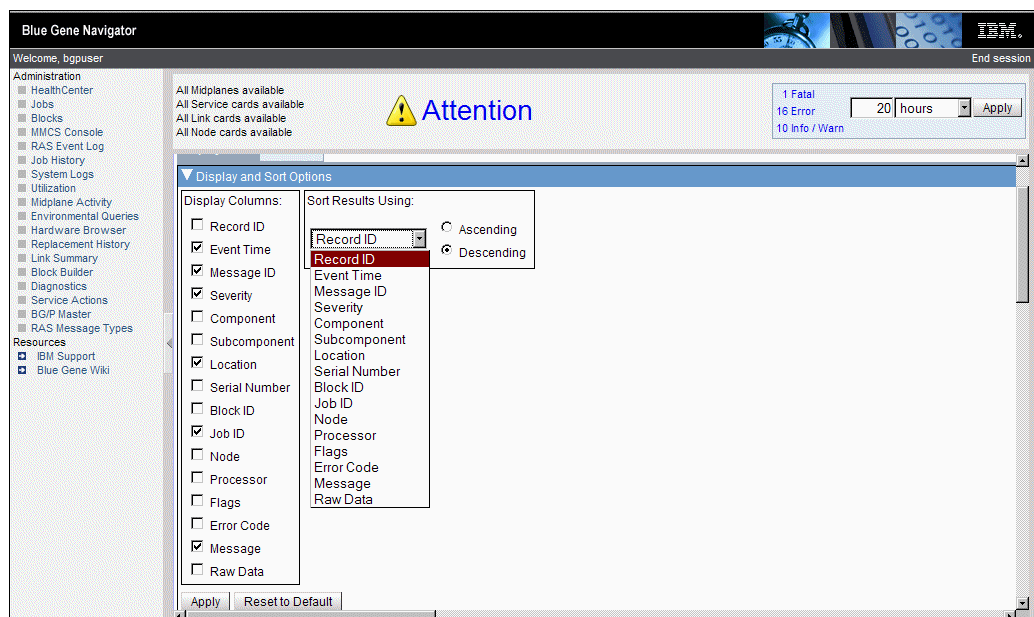 Blue Gene Navigator
IBM.
Welcome, bgpuser
End session
Administration
HealthCenter
Jobs
Blocks
MMCS Console
RAS Event Log
Job History
System Logs
Utilization
Midplane Activity
Environmental Queries
Hardware Browser
Replacement History
Link Summary
Block Builder
Diagnostics
Service Actions
BG/P Master
RAS Message Types
Resources
IBM Support
Blue Gene Wiki
All Midplanes available
All Service cards available
All Link cards available
All Node cards available
Attention
1 Fatal
16 Error
10 Info / Warn
20 hours Apply
Display and Sort Options
Display Columns:
Record ID
Event Time
Message ID
Severity
Component
Subcomponent
Location
Serial Number
Block ID
Job ID
Node
Processor
Flags
Error Code
Message
Raw Data
Sort Results Using:
Record ID
Ascending
Descending
Record ID
Event Time
Message ID
Severity
Component
Subcomponent
Location
Serial Number
Block ID
Job ID
Node
Processor
Flags
Error Code
Message
Raw Data
Apply Reset to Default